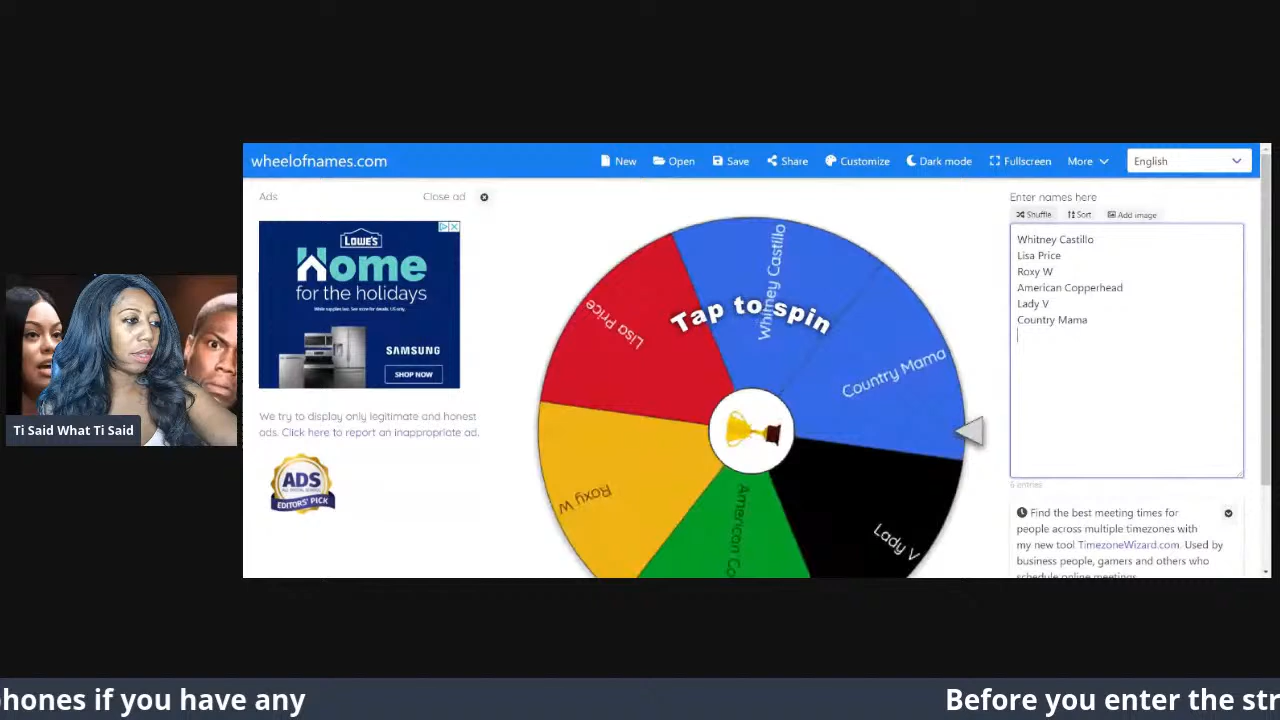 wheelofnames.com
New
Open
Save
Share
Customize
Dark mode
Fullscreen
More
English
Ads
Close ad
LOWE'S
Home
for the holidays
SAMSUNG
SHOP NOW
We try to display only legitimate and honest
ads. Click here to report an inappropriate ad.
ADS
EDITORS' PICK
Tap to spin
Whitney Castillo
Country Mama
Lady V
American Co
Roxy W
Lisa Price
Enter names here
Shuffle
Sort
Add image
Whitney Castillo
Lisa Price
Roxy W
American Copperhead
Lady V
Country Mama
entries
Find the best meeting times for
people across multiple timezones with
my new tool TimezoneWizard.com. Used by
business people, gamers and others who
schedule online meetings
Ti Said What Ti Said
phones if you have any
Before you enter the str